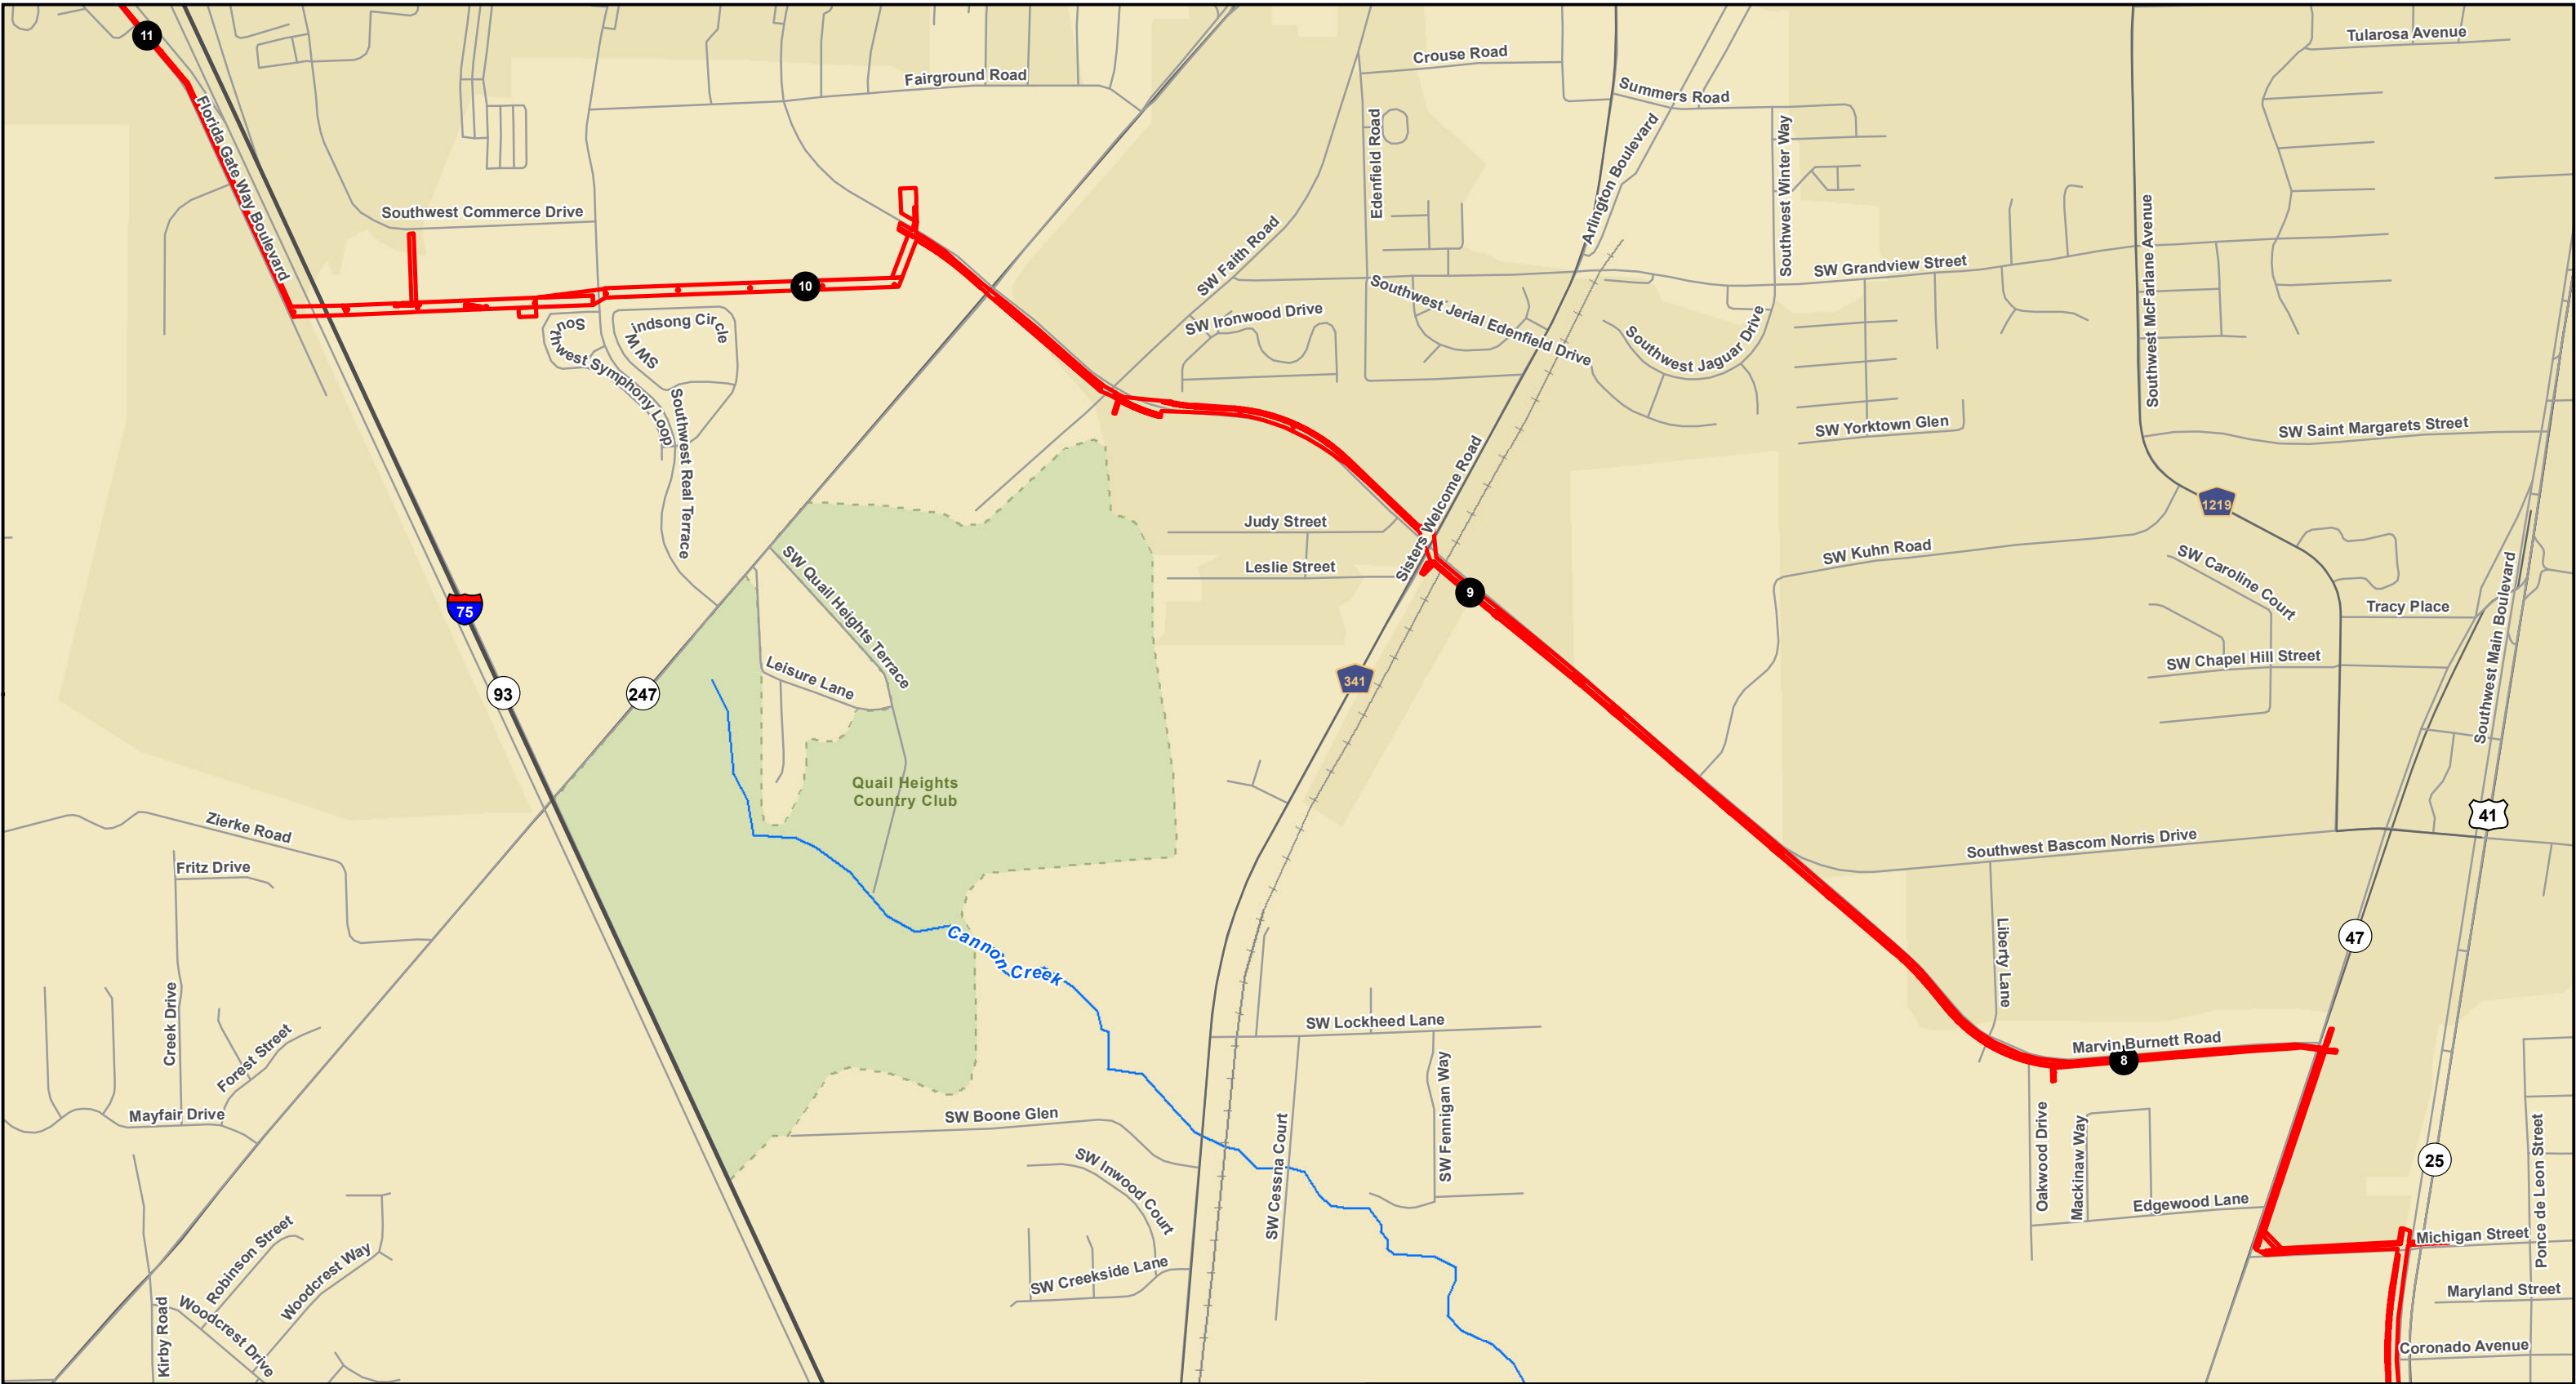 11
Tularosa Avenue
Crouse Road
Fairground Road
Summers Road
Florida Gate Way Boulevard
Edenfield Road
Arlington Boulevard
Southwest Winter Way
Southwest Commerce Drive
SW Faith Road
Southwest McFarlane Avenue
SW Grandview Street
10
Southwest Jerial Edenfield Drive
SW Ironwood Drive
Southwest Symphony Loop
SW Windsong Circle
Southwest Jaguar Drive
Southwest Real Terrace
SW Yorktown Glen
SW Saint Margarets Street
Sisters Welcome Road
Judy Street
1219
SW Kuhn Road
Leslie Street
SW Quail Heights Terrace
SW Caroline Court
9
75
Tracy Place
Southwest Main Boulevard
Leisure Lane
341
SW Chapel Hill Street
93
247
Quail Heights
Country Club
41
Zierke Road
Southwest Bascom Norris Drive
Fritz Drive
Cannon Creek
Liberty Lane
47
Creek Drive
Forest Street
SW Lockheed Lane
Marvin Burnett Road
8
SW Fennigan Way
Mayfair Drive
SW Boone Glen
SW Cessna Court
SW Inwood Court
Oakwood Drive
Mackinaw Way
25
Ponce de Leon Street
Edgewood Lane
Michigan Street
Robinson Street
Woodcrest Way
SW Creekside Lane
Maryland Street
Kirby Road
Woodcrest Drive
Coronado Avenue